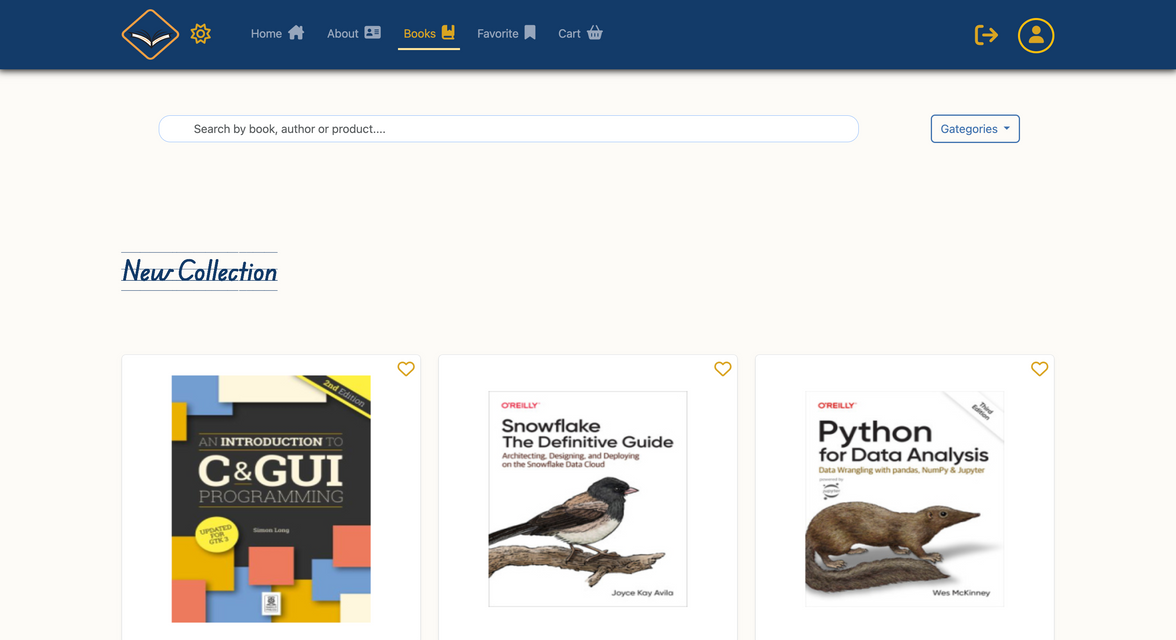 Home
About
Books
Favorite
Cart
Search by book, author or product....
Gategories
New Collection
2nd Edition
AN INTRODUCTION TO
C & GUI
PROGRAMMING
UPDATED
FOR
GTK 3
Simon Long
O'REILLY
Snowflake
The Definitive Guide
Architecting, Designing, and Deploying
on the Snowflake Data Cloud
Joyce Kay Avila
O'REILLY
Third
Edition
Python
for Data Analysis
Data Wrangling with pandas, NumPy & Jupyter
powered by
Wes McKinney